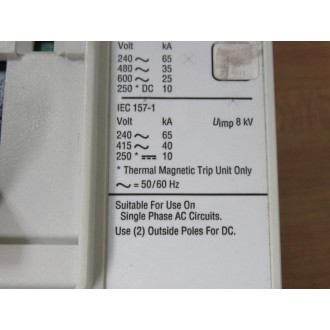 Volt kA
240 ~ 65
480 ~ 35
600 ~ 25
250 * DC 10
IEC 157-1
Volt kA Uimp 8 kV
240 ~ 65
415 ~ 40
250 * ⎓ 10
* Thermal Magnetic Trip Unit Only
~ = 50/60 Hz
Suitable For Use On
Single Phase AC Circuits.
Use (2) Outside Poles For DC.